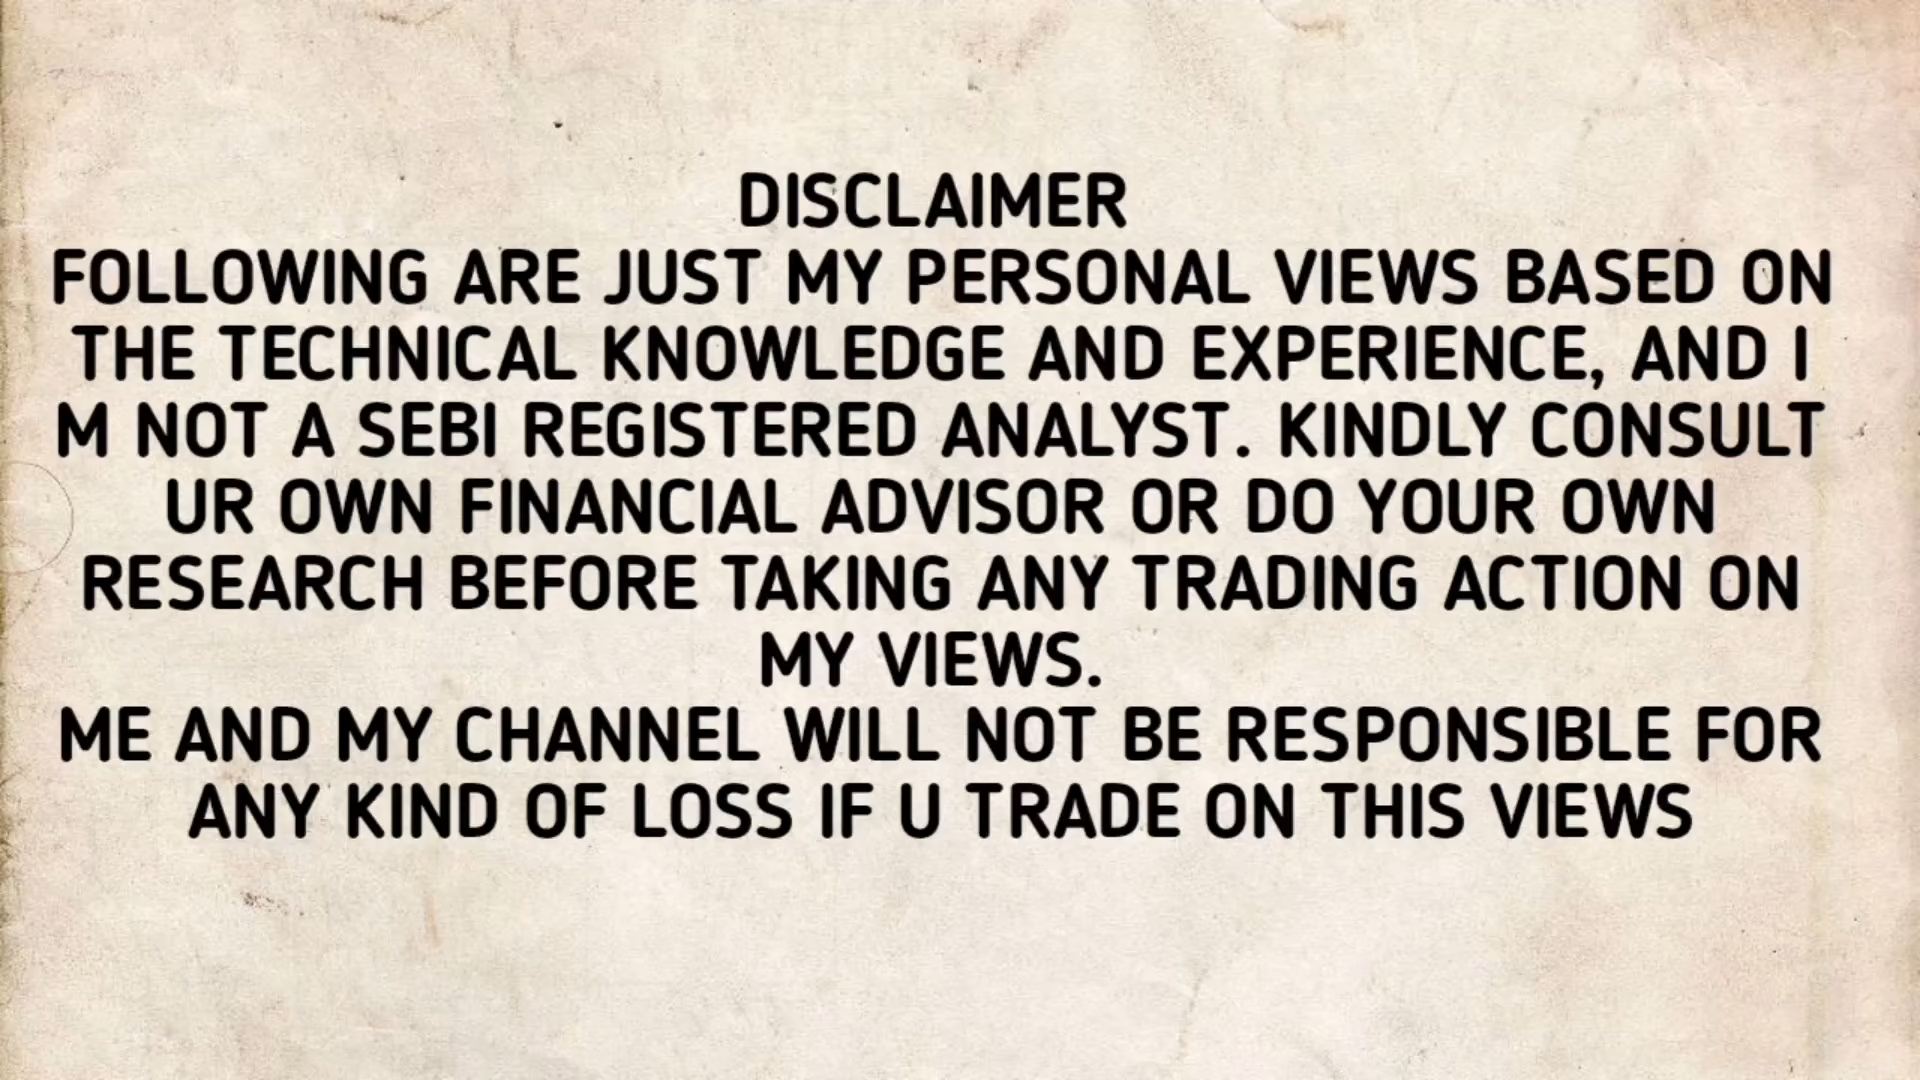 DISCLAIMER
FOLLOWING ARE JUST MY PERSONAL VIEWS BASED ON
THE TECHNICAL KNOWLEDGE AND EXPERIENCE, AND I
M NOT A SEBI REGISTERED ANALYST. KINDLY CONSULT
UR OWN FINANCIAL ADVISOR OR DO YOUR OWN
RESEARCH BEFORE TAKING ANY TRADING ACTION ON
MY VIEWS.
ME AND MY CHANNEL WILL NOT BE RESPONSIBLE FOR
ANY KIND OF LOSS IF U TRADE ON THIS VIEWS